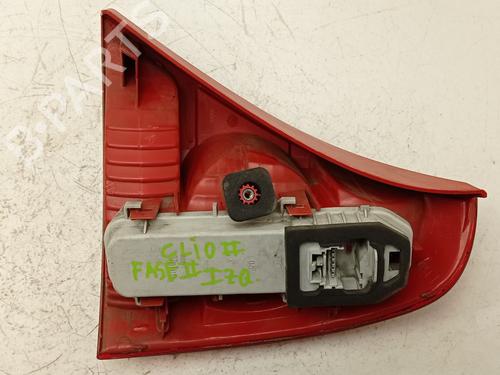 B-PARTS
CLIO II
FASE II IZQ.